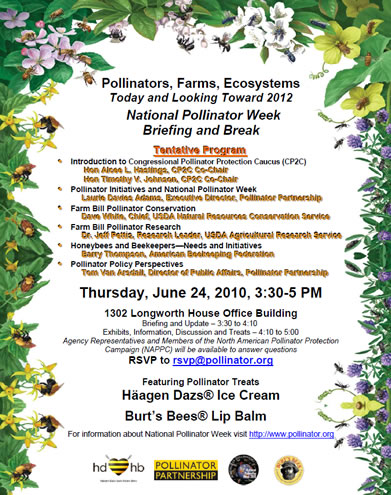 Pollinators, Farms, Ecosystems
Today and Looking Toward 2012
National Pollinator Week
Briefing and Break
Tentative Program
Introduction to Congressional Pollinator Protection Caucus (CP2C)
Hon Alcee L. Hastings, CP2C Co-Chair
Hon Timothy V. Johnson, CP2C Co-Chair
Pollinator Initiatives and National Pollinator Week
Laurie Davies Adams, Executive Director, Pollinator Partnership
Farm Bill Pollinator Conservation
Dave White, Chief, USDA Natural Resources Conservation Service
Farm Bill Pollinator Research
Dr. Jeff Pettis, Research Leader, USDA Agricultural Research Service
Honeybees and Beekeepers—Needs and Initiatives
Barry Thompson, American Beekeeping Federation
Pollinator Policy Perspectives
Tom Van Arsdall, Director of Public Affairs, Pollinator Partnership
Thursday, June 24, 2010, 3:30-5 PM
1302 Longworth House Office Building
Briefing and Update – 3:30 to 4:10
Exhibits, Information, Discussion and Treats – 4:10 to 5:00
Agency Representatives and Members of the North American Pollinator Protection
Campaign (NAPPC) will be available to answer questions
RSVP to rsvp@pollinator.org
Featuring Pollinator Treats
Häagen Dazs® Ice Cream
Burt's Bees® Lip Balm
For information about National Pollinator Week visit http://www.pollinator.org
hd hb
POLLINATOR
PARTNERSHIP